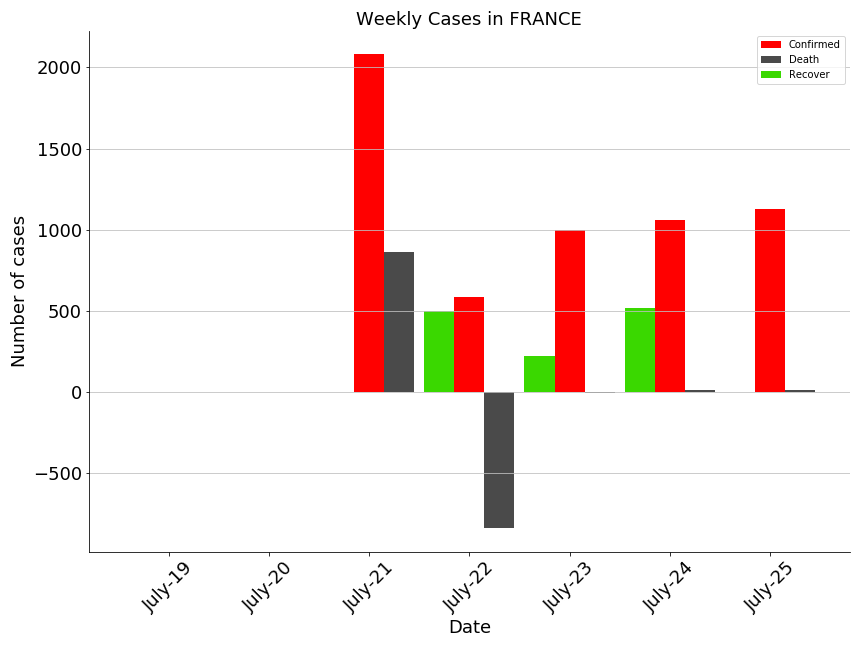 Weekly Cases in FRANCE
Confirmed
Death
Recover
2000
1500
1000
500
0
−500
Number of cases
July-19
July-20
July-21
July-22
July-23
July-24
July-25
Date